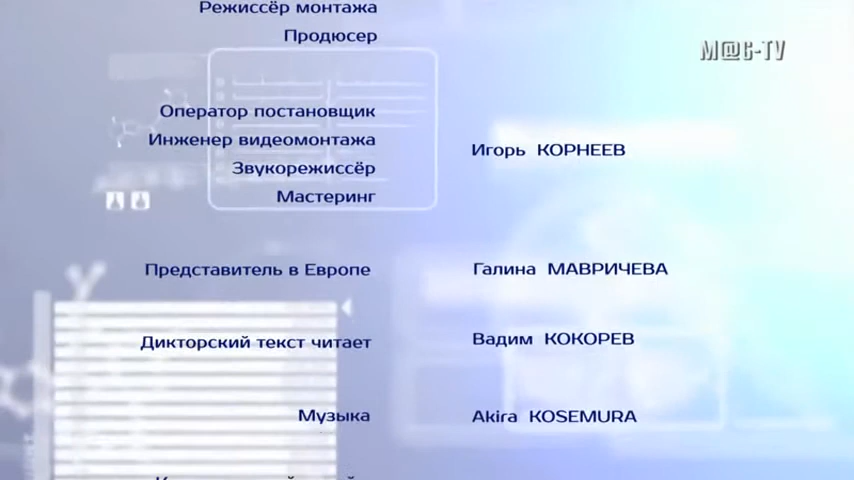 Режиссёр монтажа
Продюсер
M@G-TV
Оператор постановщик
Инженер видеомонтажа
Звукорежиссёр
Мастеринг
Игорь КОРНЕЕВ
Представитель в Европе
Галина МАВРИЧЕВА
Дикторский текст читает
Вадим КОКОРЕВ
Музыка
Akira KOSEMURA